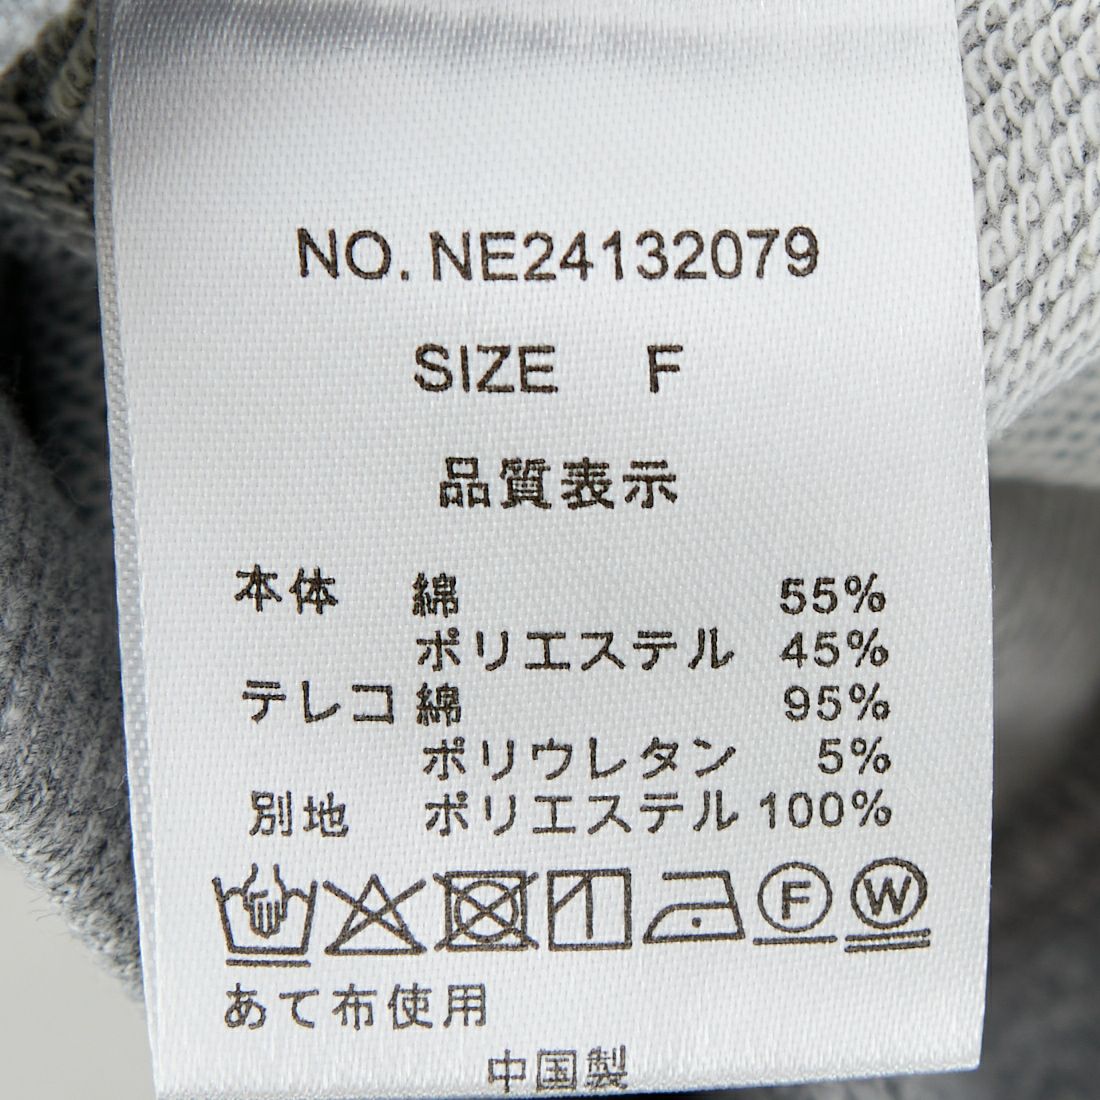 NO. NE24132079
SIZE F
品質表示
本体 綿 55%
ポリエステル 45%
テレコ 綿 95%
ポリウレタン 5%
別地 ポリエステル 100%
F W
あて布使用
中国製